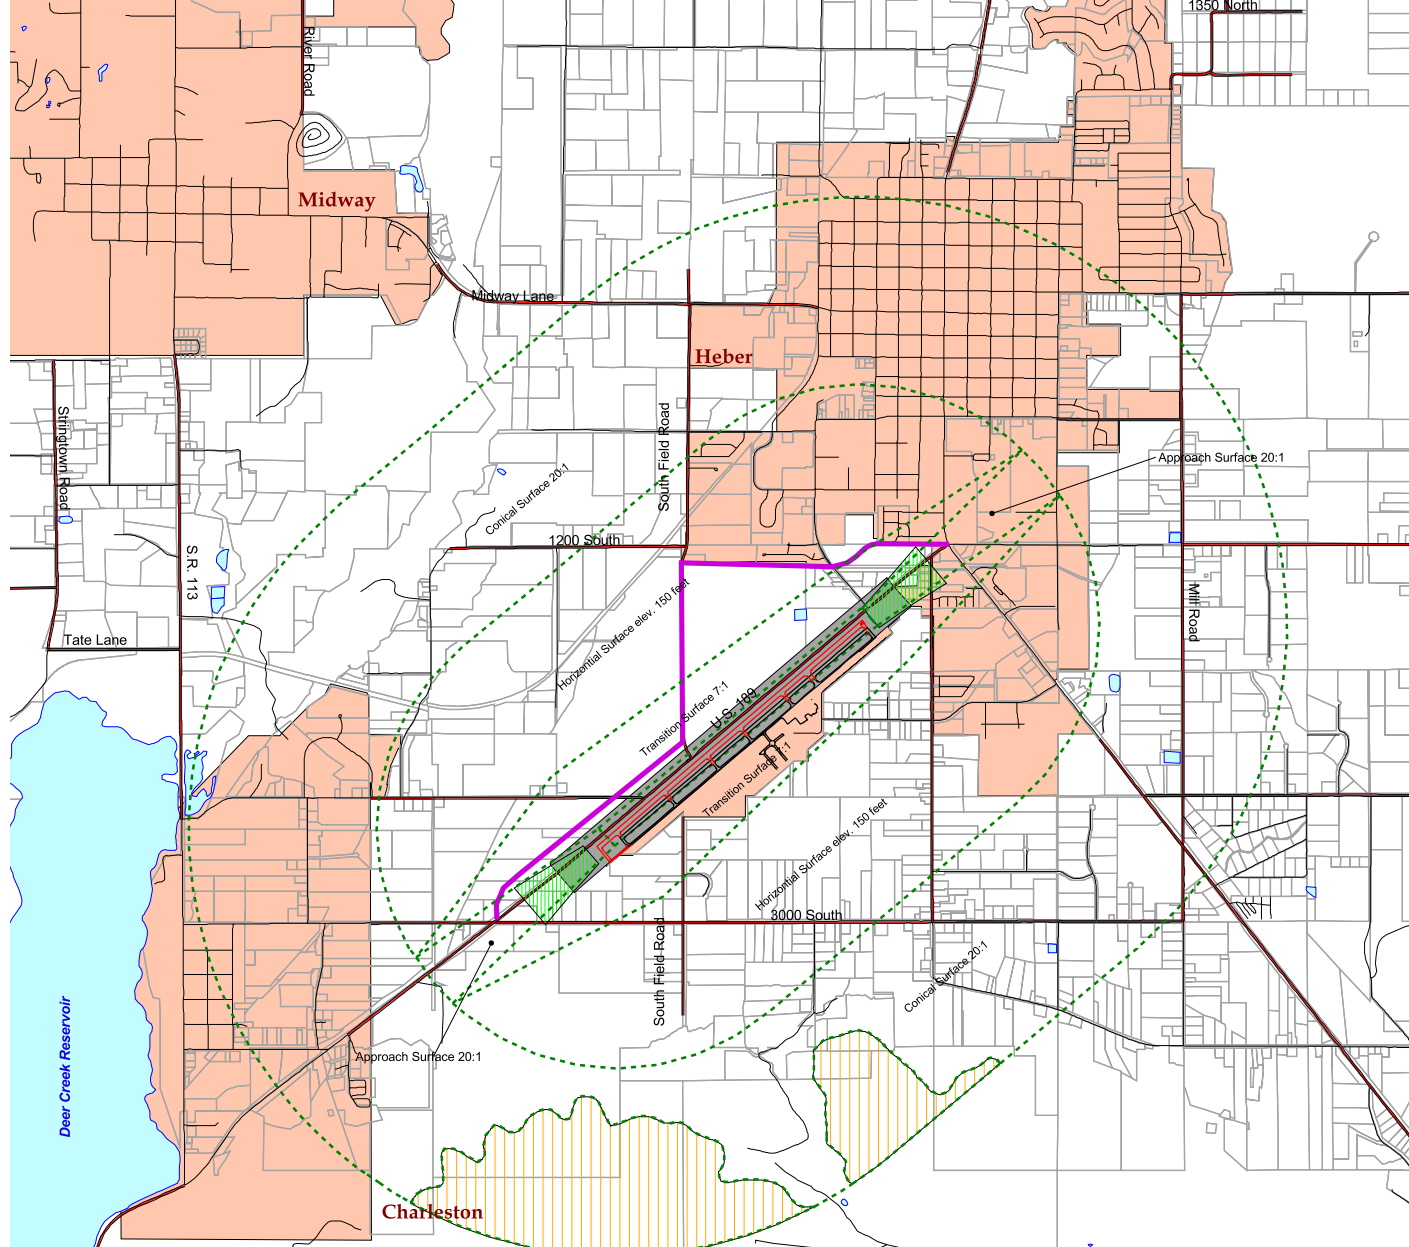 1350 North
River Road
Midway
Midway Lane
Heber
South Field Road
Stringtown Road
Approach Surface 20:1
Conical Surface 20:1
1200 South
S.R. 113
Horizontial Surface elev. 150 feet
Mill Road
Tate Lane
Transition Surface 7:1
U.S. 189
Transition Surface 7:1
Horizontial Surface elev. 150 feet
3000 South
South Field Road
Conical Surface 20:1
Deer Creek Reservoir
Approach Surface 20:1
Charleston